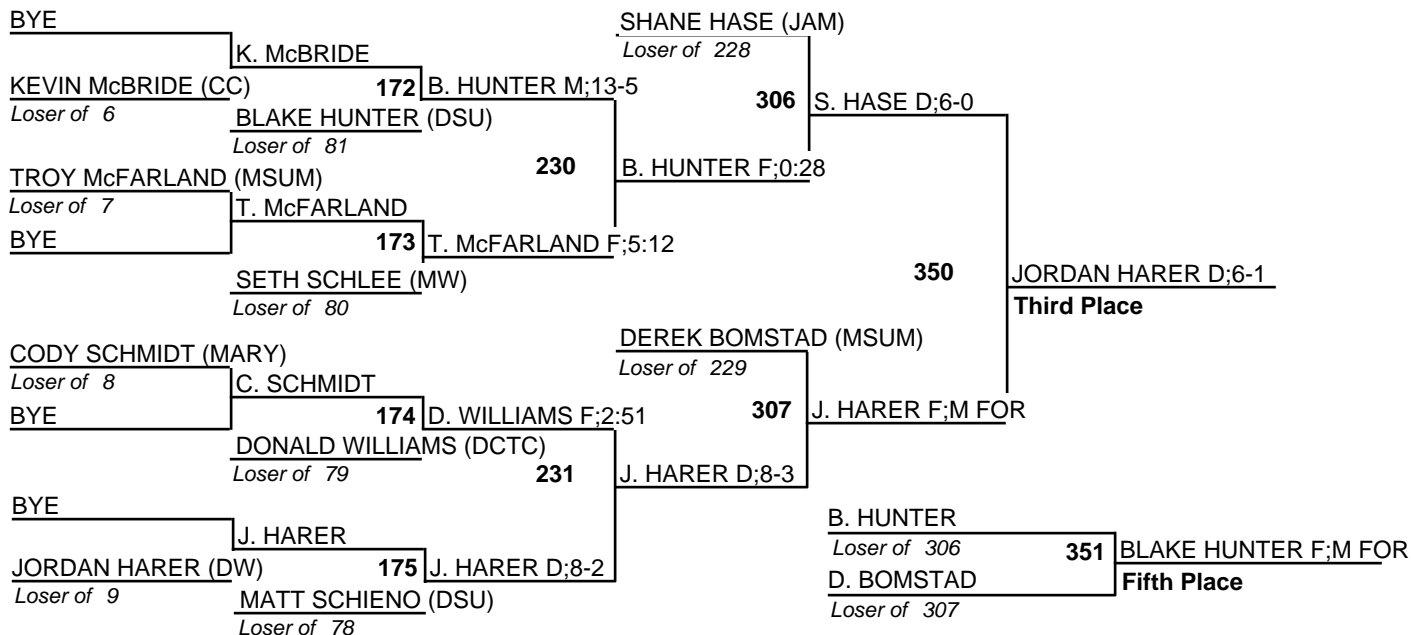 BYE
SHANE HASE (JAM)
Loser of 228
K. McBRIDE
KEVIN McBRIDE (CC)
172
B. HUNTER M;13-5
306
S. HASE D;6-0
Loser of 6
BLAKE HUNTER (DSU)
Loser of 81
230
B. HUNTER F;0:28
TROY McFARLAND (MSUM)
Loser of 7
T. McFARLAND
BYE
173
T. McFARLAND F;5:12
350
JORDAN HARER D;6-1
SETH SCHLEE (MW)
Loser of 80
Third Place
CODY SCHMIDT (MARY)
DEREK BOMSTAD (MSUM)
Loser of 8
Loser of 229
C. SCHMIDT
BYE
174
D. WILLIAMS F;2:51
307
J. HARER F;M FOR
DONALD WILLIAMS (DCTC)
Loser of 79
231
J. HARER D;8-3
BYE
B. HUNTER
J. HARER
Loser of 306
351
BLAKE HUNTER F;M FOR
JORDAN HARER (DW)
175
J. HARER D;8-2
D. BOMSTAD
Fifth Place
Loser of 9
MATT SCHIENO (DSU)
Loser of 307
Loser of 78